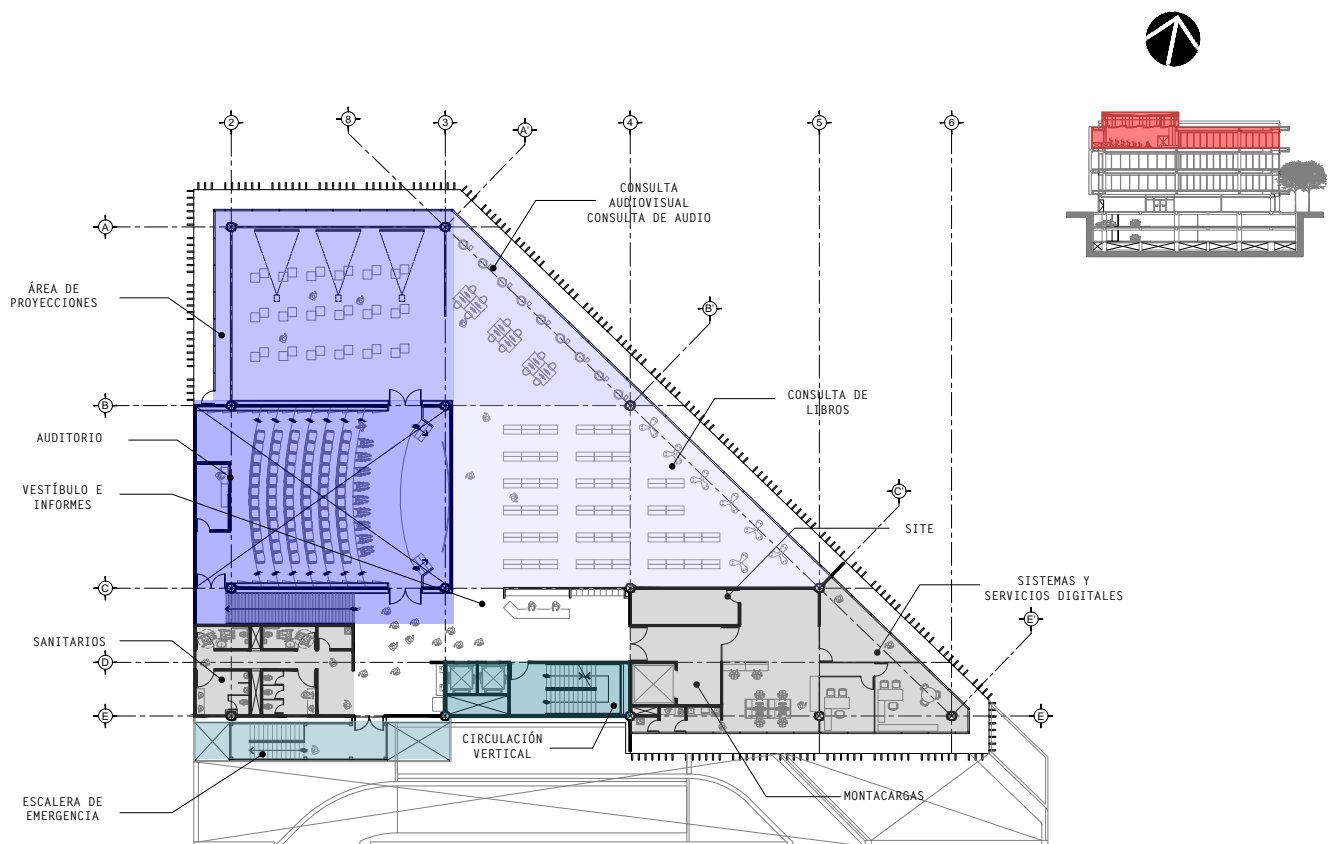 2
8
3
A'
4
5
6
CONSULTA
AUDIOVISUAL
CONSULTA DE AUDIO
A
ÁREA DE
PROYECCIONES
B'
B
CONSULTA DE
LIBROS
AUDITORIO
VESTÍBULO E
INFORMES
C'
SITE
C
SISTEMAS Y
SERVICIOS DIGITALES
E'
SANITARIOS
D
E
E
CIRCULACIÓN
VERTICAL
MONTACARGAS
ESCALERA DE
EMERGENCIA